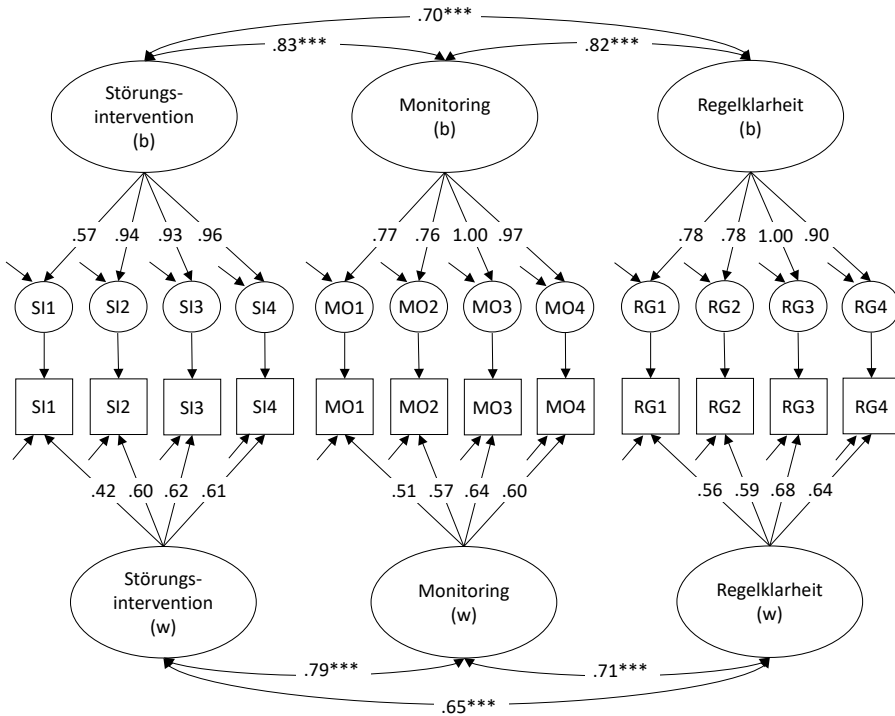 .70***
.83*** .82***
Störungs-
intervention
(b)
Monitoring
(b)
Regelklarheit
(b)
.57 .94 .93 .96 .77 .76 1.00 .97 .78 .78 1.00 .90
SI1 SI2 SI3 SI4 MO1 MO2 MO3 MO4 RG1 RG2 RG3 RG4
SI1 SI2 SI3 SI4 MO1 MO2 MO3 MO4 RG1 RG2 RG3 RG4
.42 .60 .62 .61 .51 .57 .64 .60 .56 .59 .68 .64
Störungs-
intervention
(w)
Monitoring
(w)
Regelklarheit
(w)
.79*** .71***
.65***